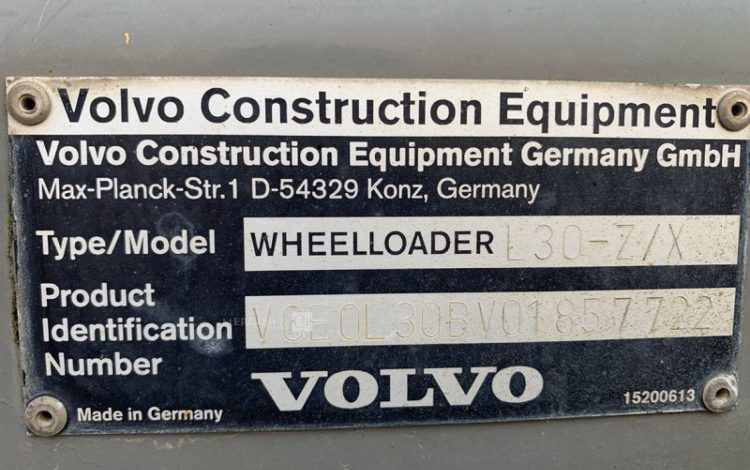 Volvo Construction Equipment
Volvo Construction Equipment Germany GmbH
Max-Planck-Str.1 D-54329 Konz, Germany
Type/Model WHEELLOADER L30-Z/X
Product
Identification VCE0L30BV01857722
Number
VOLVO
Made in Germany
15200613